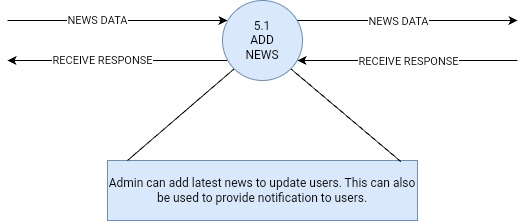 NEWS DATA
5.1
ADD
NEWS
NEWS DATA
RECEIVE RESPONSE
RECEIVE RESPONSE
Admin can add latest news to update users. This can also
be used to provide notification to users.